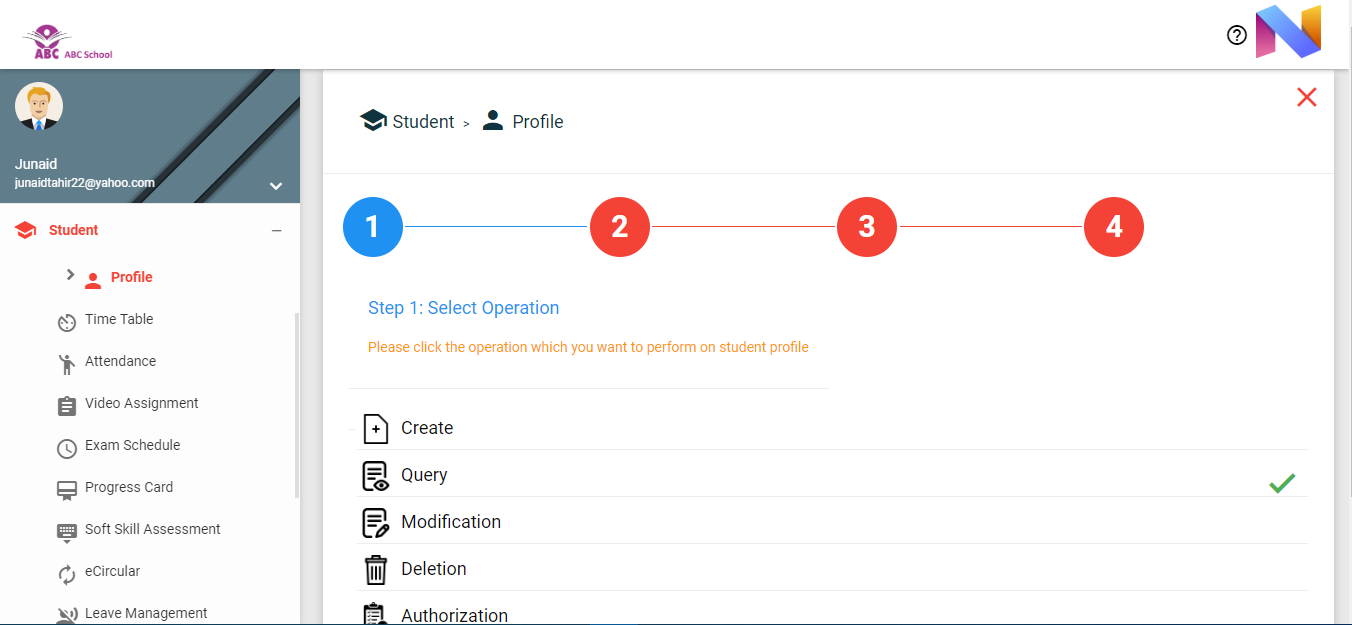 ABC ABC School
Junaid
junaidtahir22@yahoo.com
Student
Profile
Time Table
Attendance
Video Assignment
Exam Schedule
Progress Card
Soft Skill Assessment
eCircular
Leave Management
Student > Profile
1 2 3 4
Step 1: Select Operation
Please click the operation which you want to perform on student profile
Create
Query
Modification
Deletion
Authorization